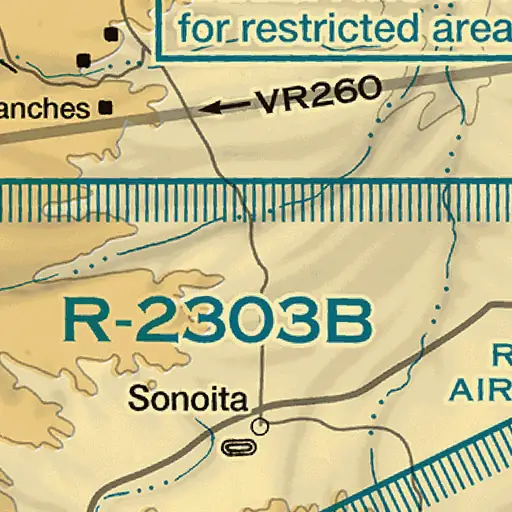 for restricted area
anches
VR260
R-2303B
R
AIR
Sonoita